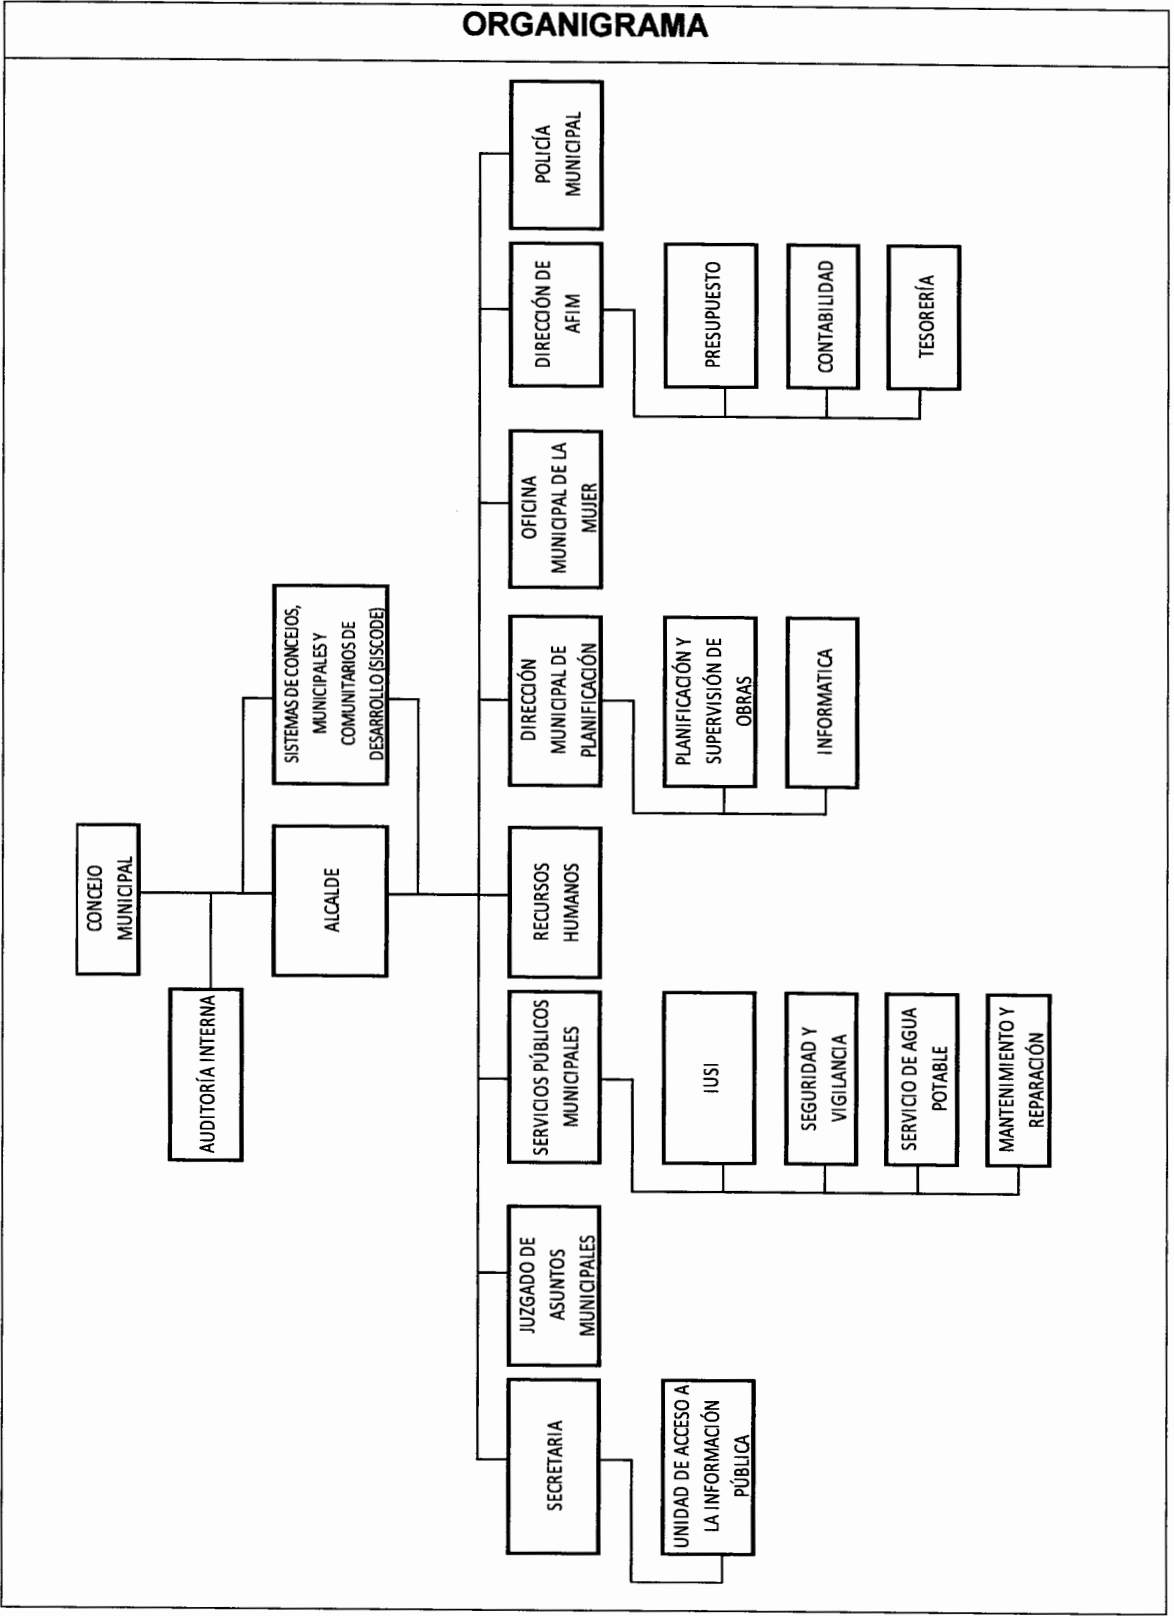 ORGANIGRAMA
CONCEJO
MUNICIPAL
AUDITORÍA INTERNA
ALCALDE
SISTEMAS DE CONCEJOS,
MUNICIPALES Y
COMUNITARIOS DE
DESARROLLO (SISCODE)
SECRETARIA
JUZGADO DE
ASUNTOS
MUNICIPALES
SERVICIOS PÚBLICOS
MUNICIPALES
RECURSOS
HUMANOS
DIRECCIÓN
MUNICIPAL DE
PLANIFICACIÓN
OFICINA
MUNICIPAL DE LA
MUJER
DIRECCIÓN DE
AFIM
POLICÍA
MUNICIPAL
UNIDAD DE ACCESO A
LA INFORMACIÓN
PÚBLICA
IUSI
SEGURIDAD Y
VIGILANCIA
SERVICIO DE AGUA
POTABLE
MANTENIMIENTO Y
REPARACIÓN
PLANIFICACIÓN Y
SUPERVISIÓN DE
OBRAS
INFORMATICA
PRESUPUESTO
CONTABILIDAD
TESORERÍA